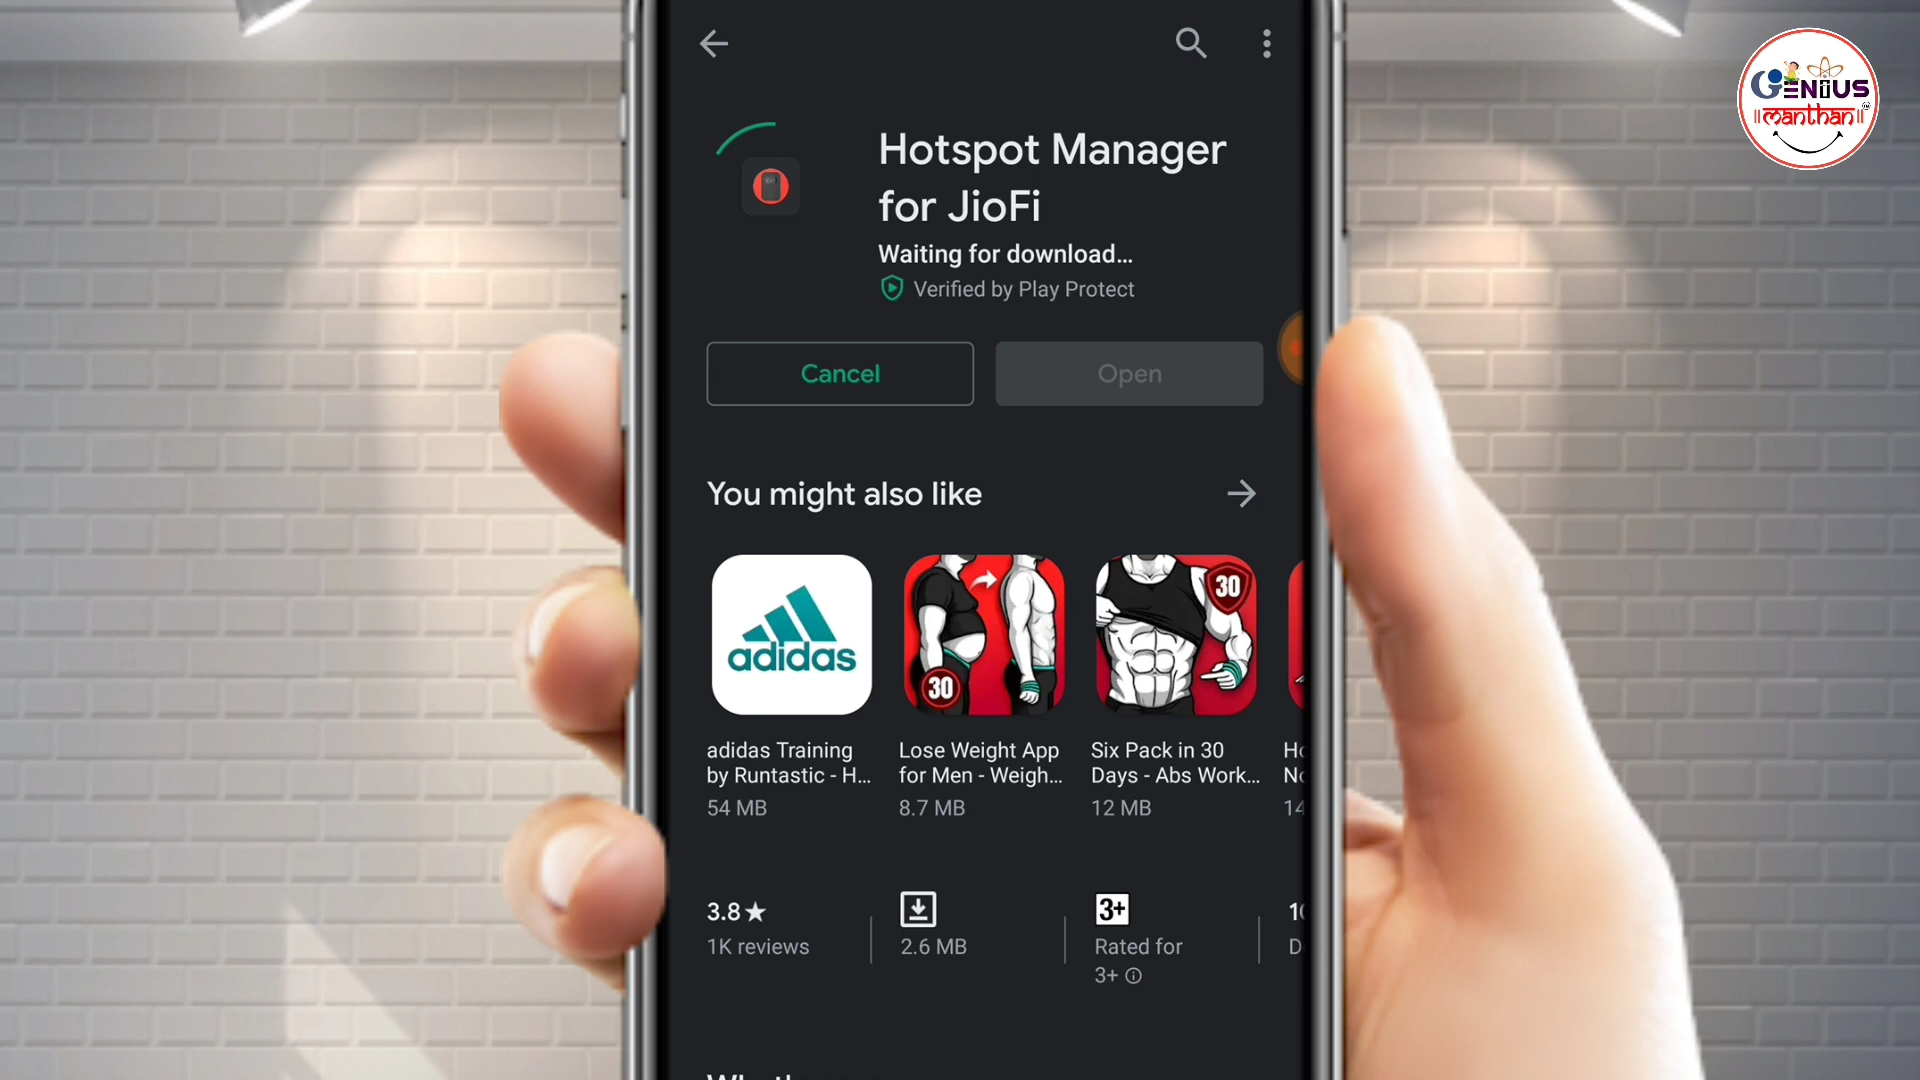 GENiUS
manthan
TM
Hotspot Manager
for JioFi
Waiting for download...
Verified by Play Protect
Cancel
Open
You might also like
adidas
30
30
adidas Training
by Runtastic - H...
54 MB
Lose Weight App
for Men - Weigh...
8.7 MB
Six Pack in 30
Days - Abs Work...
12 MB
14
3.8★
1K reviews
2.6 MB
3+
Rated for
3+